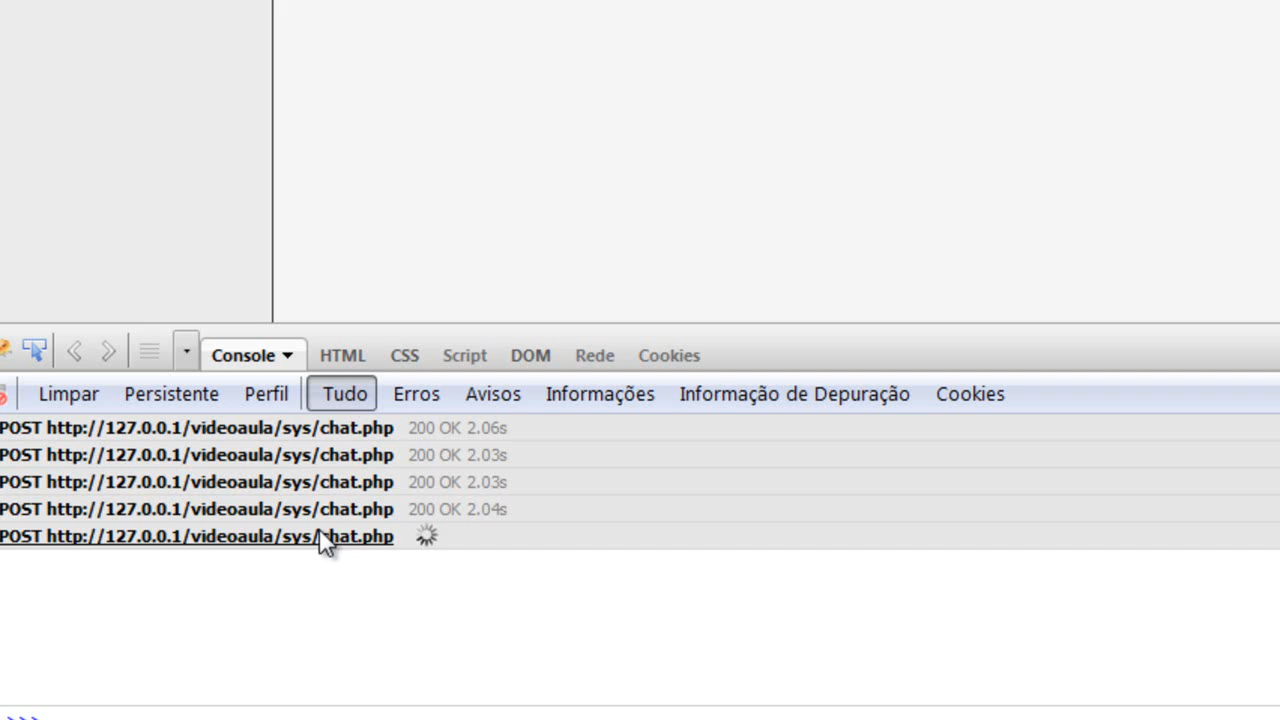 Console HTML CSS Script DOM Rede Cookies
Limpar Persistente Perfil Tudo Erros Avisos Informações Informação de Depuração Cookies
POST http://127.0.0.1/videoaula/sys/chat.php 200 OK 2.06s
POST http://127.0.0.1/videoaula/sys/chat.php 200 OK 2.03s
POST http://127.0.0.1/videoaula/sys/chat.php 200 OK 2.03s
POST http://127.0.0.1/videoaula/sys/chat.php 200 OK 2.04s
POST http://127.0.0.1/videoaula/sys/chat.php
>>>